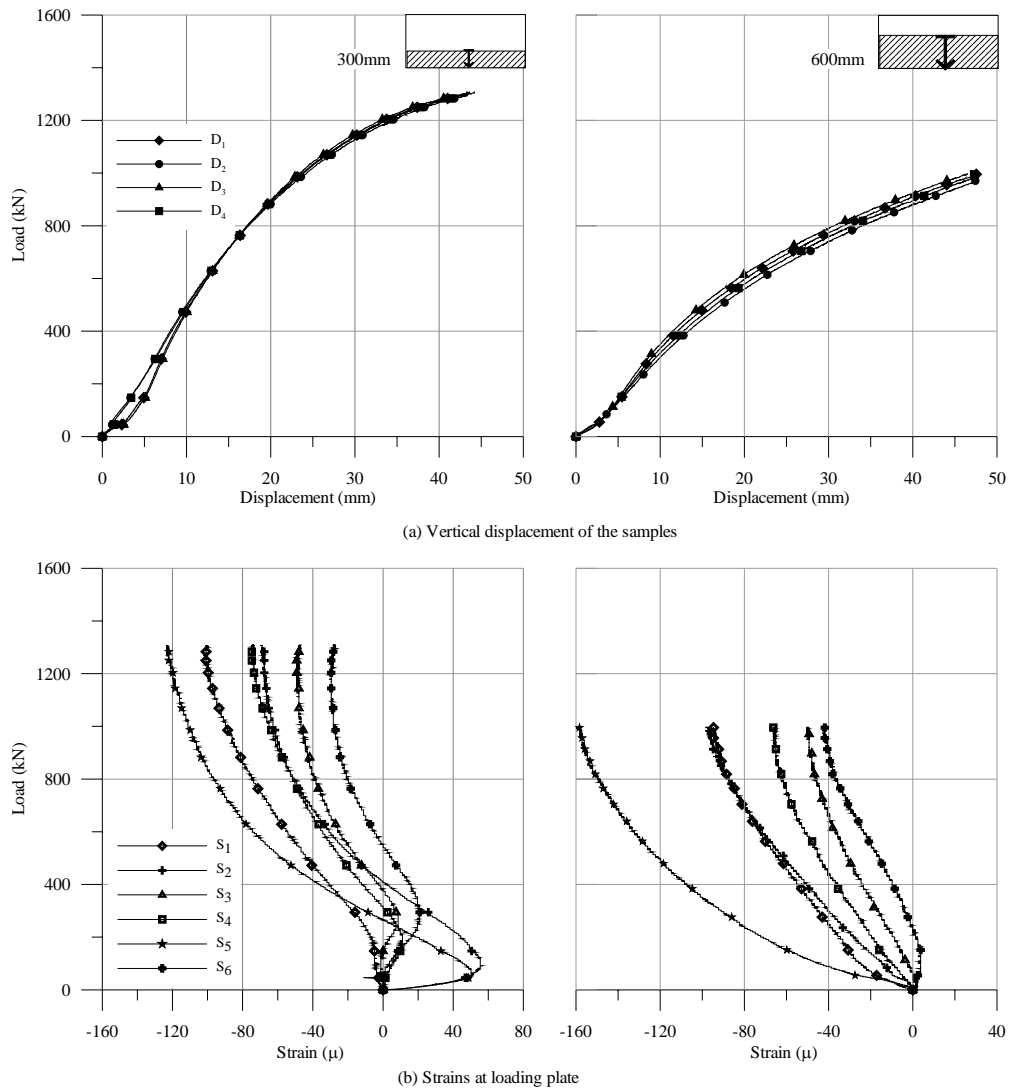 1600
1200
800
400
0
Load (kN)
300mm
D1
D2
D3
D4
0 10 20 30 40 50
Displacement (mm)
600mm
0 10 20 30 40 50
Displacement (mm)
(a) Vertical displacement of the samples
1600
1200
800
400
0
Load (kN)
S1
S2
S3
S4
S5
S6
-160 -120 -80 -40 0 40 80
Strain (μ)
-160 -120 -80 -40 0 40
Strain (μ)
(b) Strains at loading plate